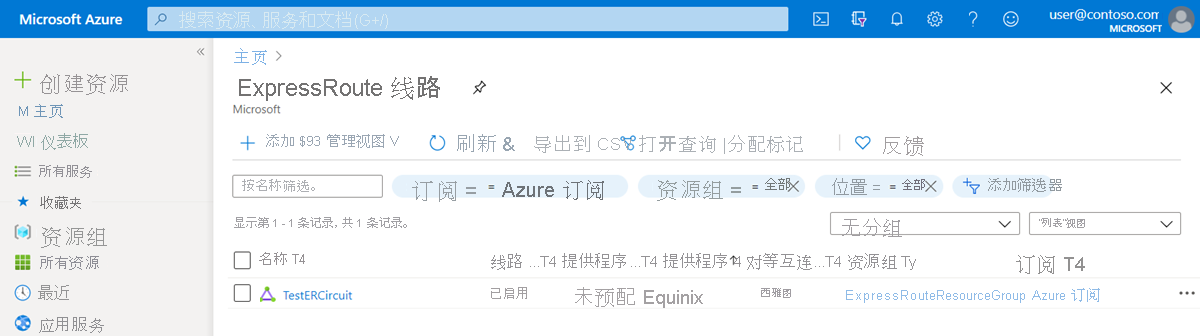 Microsoft Azure 搜索资源、服务和文档(G+/) user@contoso.com
MICROSOFT
«
主页 >
+ 创建资源
ExpressRoute 线路
M 主页
Microsoft
WI 仪表板
+ 添加 $93 管理视图 V 刷新 & 导出到 CS 打开查询 |分配标记 反馈
所有服务
按名称筛选。 订阅 = = Azure 订阅 资源组 = = 全部 位置 = = 全部 添加筛选器
收藏夹
显示第 1 - 1 条记录, 共 1 条记录。 无分组 "列表"视图
资源组
所有资源
名称 T4 线路 ...T4 提供程序 ...T4 提供程序 4 对等互连...T4 资源组 Ty 订阅 T4
最近
TestERCircuit 已启用 未预配 Equinix 西雅图 ExpressRouteResourceGroup Azure 订阅 ...
应用服务